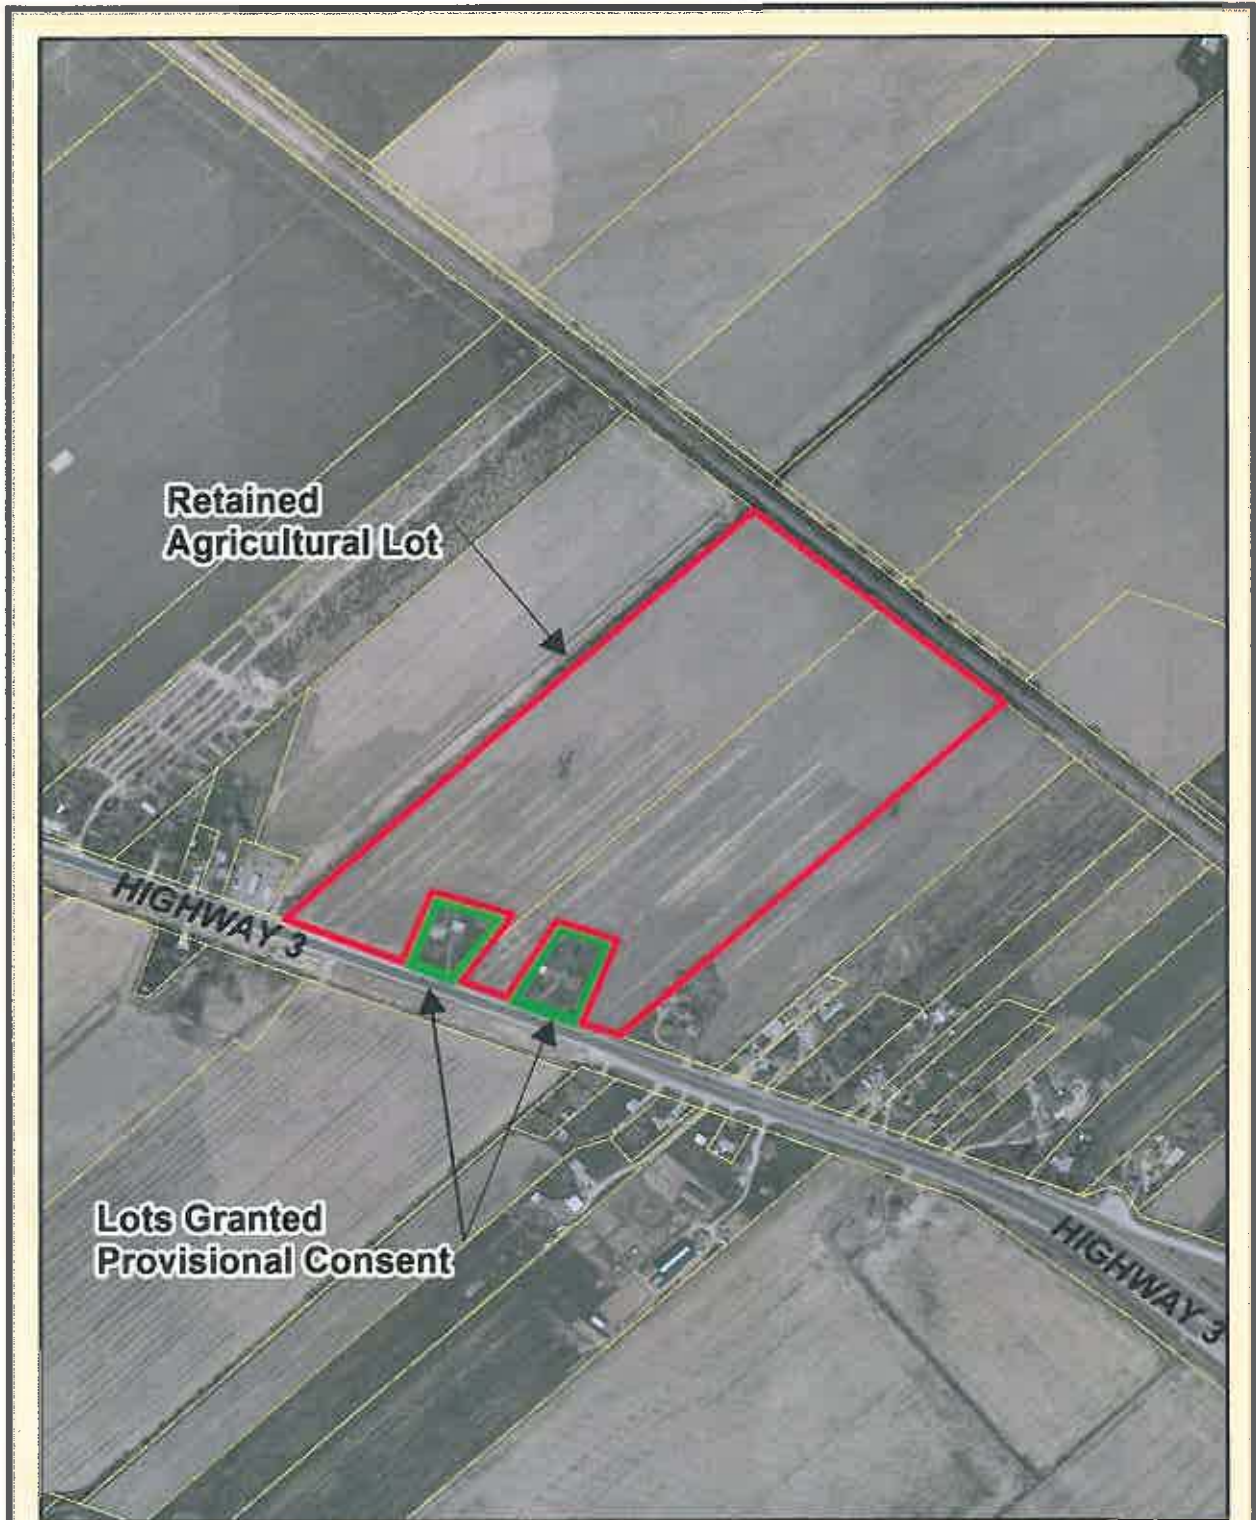 Retained
Agricultural Lot
HIGHWAY 3
Lots Granted
Provisional Consent
HIGHWAY 3